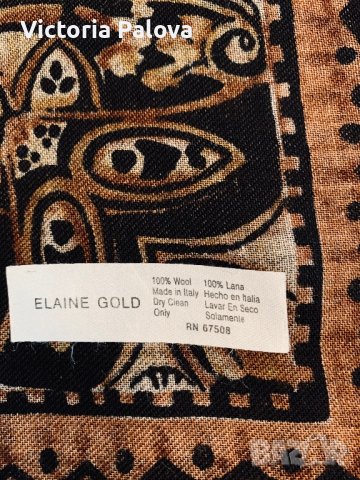 Victoria Palova
ELAINE GOLD
100% Wool
Made in Italy
Dry Clean
Only
100% Lana
Hecho en Italia
Lavar En Seco
Solamente
RN 67508
BAZAR